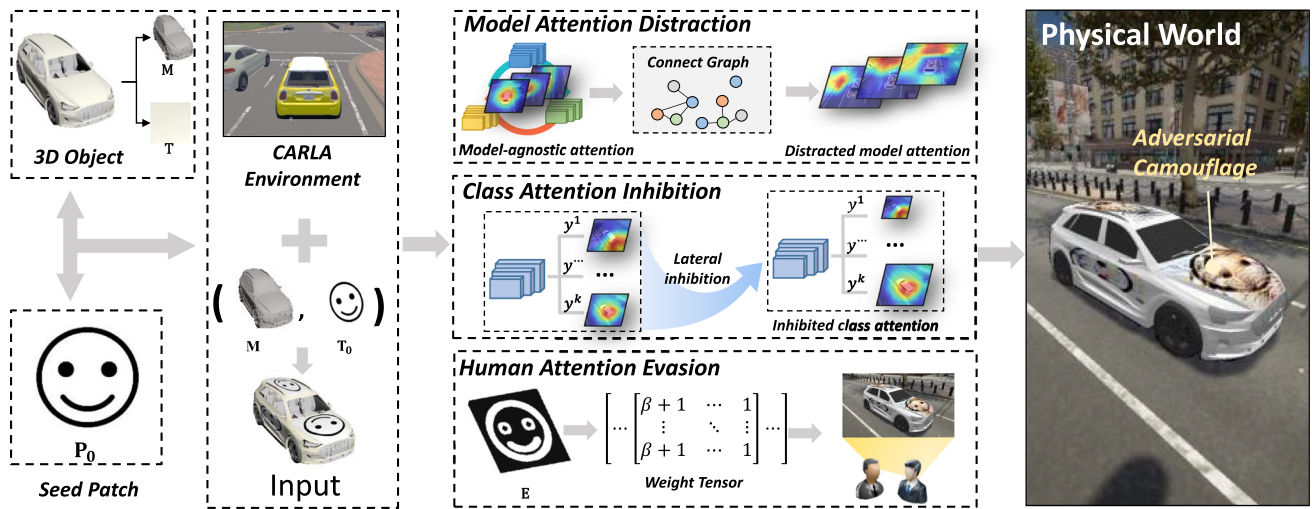 M
T
3D Object
P₀
Seed Patch
CARLA
Environment
( , )
M
T₀
Input
Model Attention Distraction
Connect Graph
Model-agnostic attention
Distracted model attention
Class Attention Inhibition
y¹
y⋯
...
yᵏ
Lateral
inhibition
y¹
y⋯
...
yᵏ
Inhibited class attention
Human Attention Evasion
E
[ ⋯ [ β + 1 ⋯ 1 ] ⋯ ]
⋮ ⋱ ⋮
β + 1 ⋯ 1
Weight Tensor
Physical World
Adversarial
Camouflage